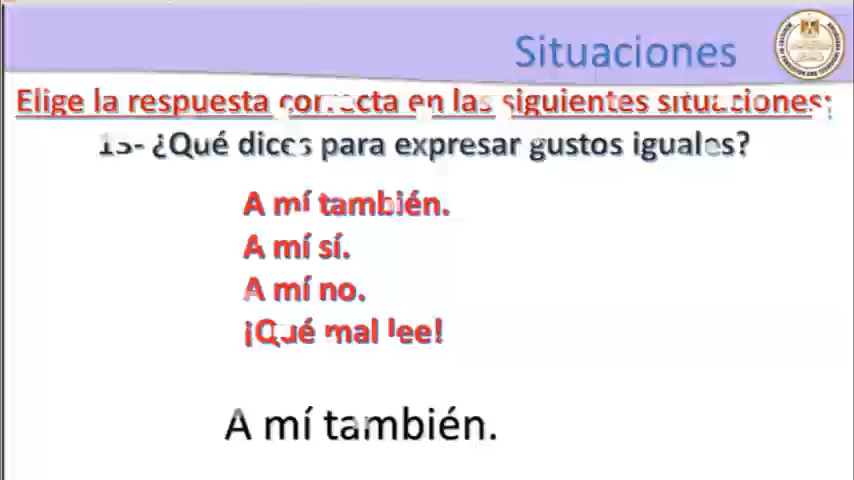 Situaciones
Elige la respuesta correcta en las siguientes situaciones:
15- ¿Qué dices para expresar gustos iguales?
A mí también.
A mí sí.
A mí no.
¡Qué mal lee!
A mí también.